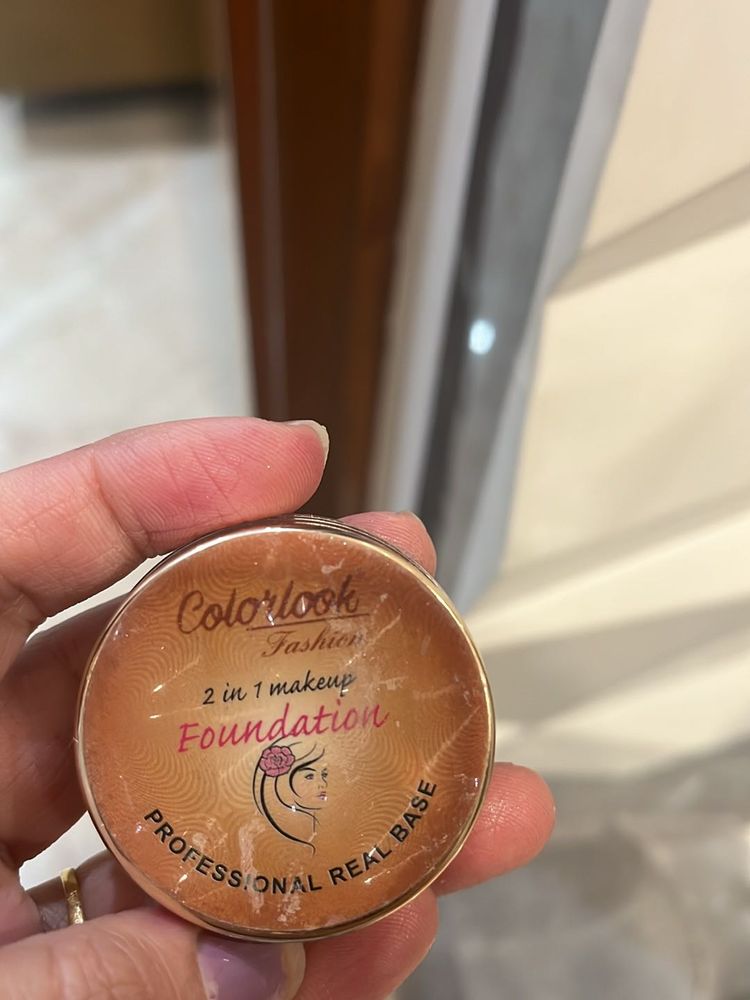 Colorlook
Fashion
2 in 1 makeup
Foundation
PROFESSIONAL REAL BASE